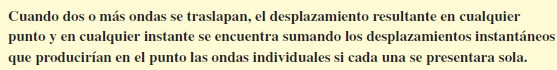 Cuando dos o más ondas se traslapan, el desplazamiento resultante en cualquier
punto y en cualquier instante se encuentra sumando los desplazamientos instantáneos
que producirían en el punto las ondas individuales si cada una se presentara sola.